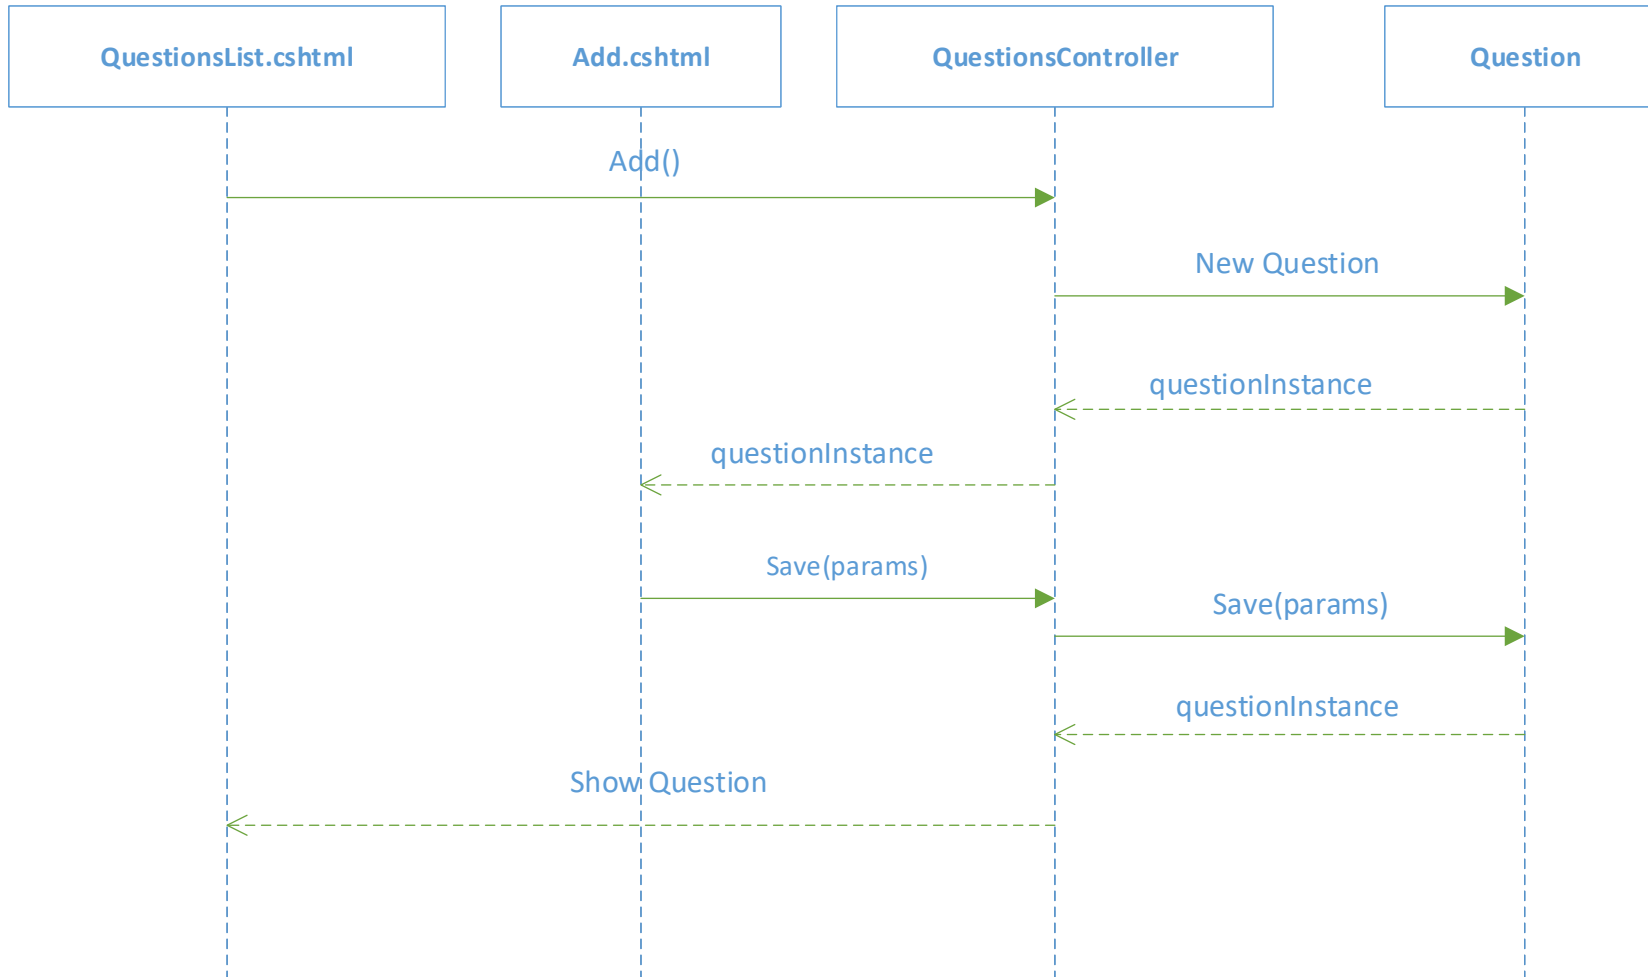 QuestionsList.cshtml
Add.cshtml
QuestionsController
Question
Add()
New Question
questionInstance
questionInstance
Save(params)
Save(params)
questionInstance
Show Question